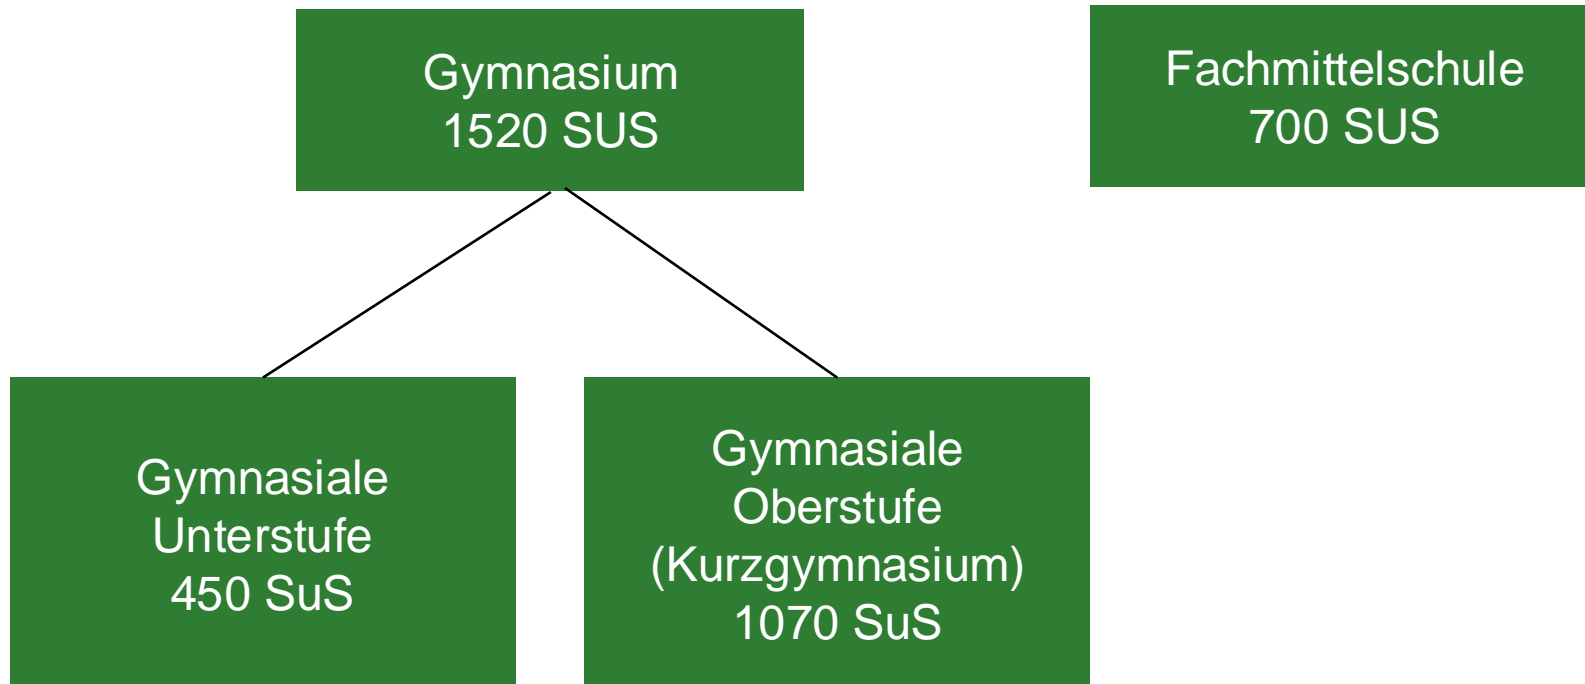 Gymnasium
1520 SUS
Fachmittelschule
700 SUS
Gymnasiale
Unterstufe
450 SuS
Gymnasiale
Oberstufe
(Kurzgymnasium)
1070 SuS